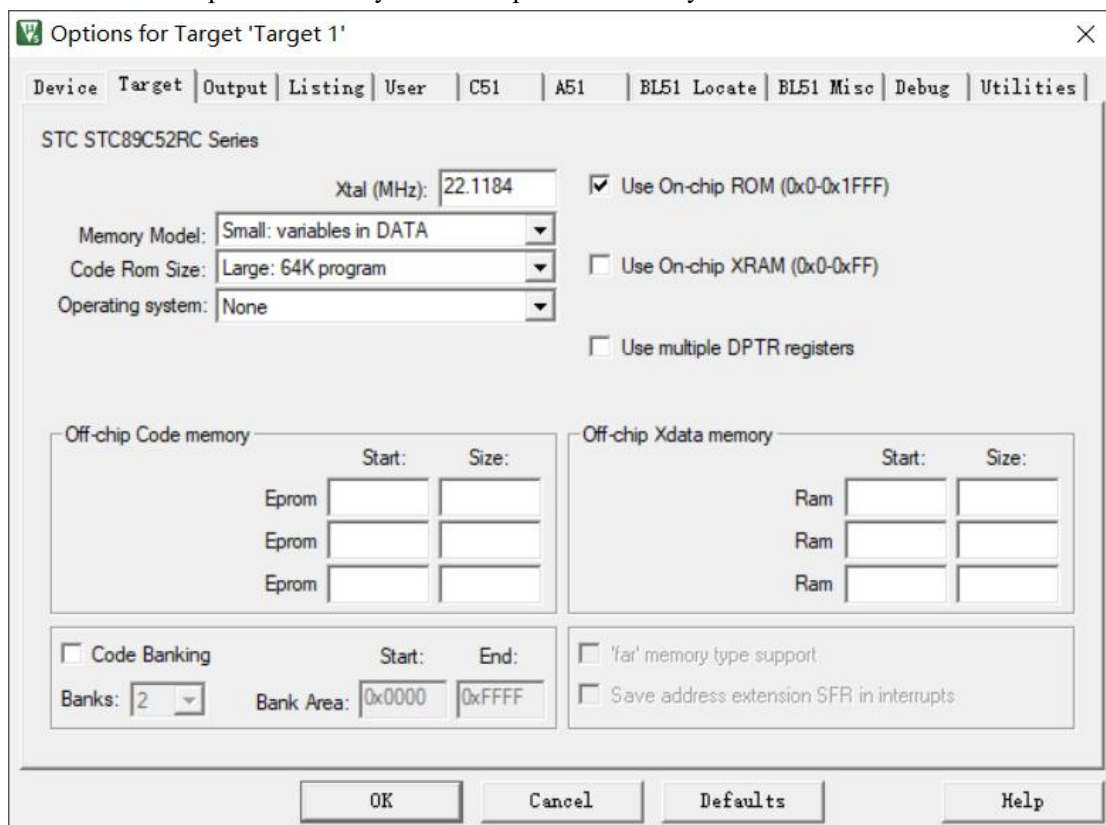 Options for Target 'Target 1'
Device Target Output Listing User C51 A51 BL51 Locate BL51 Misc Debug Utilities
STC STC89C52RC Series
Xtal (MHz): 22.1184
Use On-chip ROM (0x0-0x1FFF)
Memory Model: Small: variables in DATA
Code Rom Size: Large: 64K program
Use On-chip XRAM (0x0-0xFF)
Operating system: None
Use multiple DPTR registers
Off-chip Code memory
Start: Size:
Eprom
Eprom
Eprom
Off-chip Xdata memory
Start: Size:
Ram
Ram
Ram
Code Banking Start: End:
Banks: 2 Bank Area: 0x0000 0xFFFF
'far' memory type support
Save address extension SFR in interrupts
OK Cancel Defaults Help